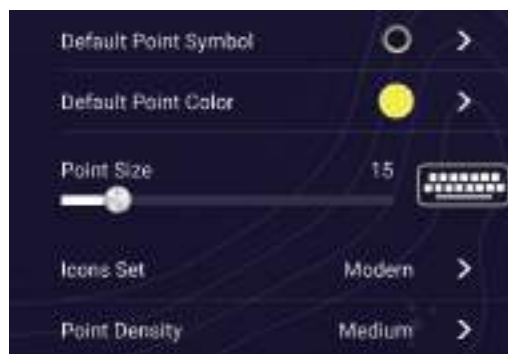 Default Point Symbol
Default Point Color
Point Size 15
Icons Set Modern
Point Density Medium